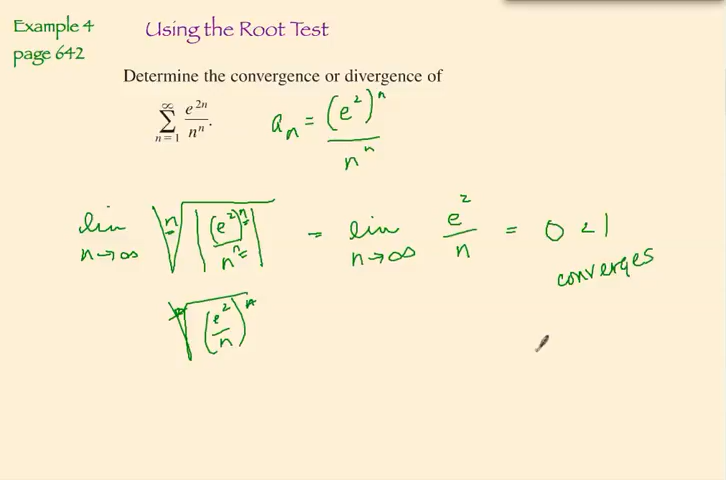 Example 4
page 642
Using the Root Test
Determine the convergence or divergence of
∑_{n=1}^{∞} e^{2n}/n^n. a_n = (e^2)^n/n^n
lim_{n→∞} ⁿ√|(e^2)^n/n^n| = lim_{n→∞} e^2/n = 0 < 1
converges
ⁿ√(e^2/n)^n